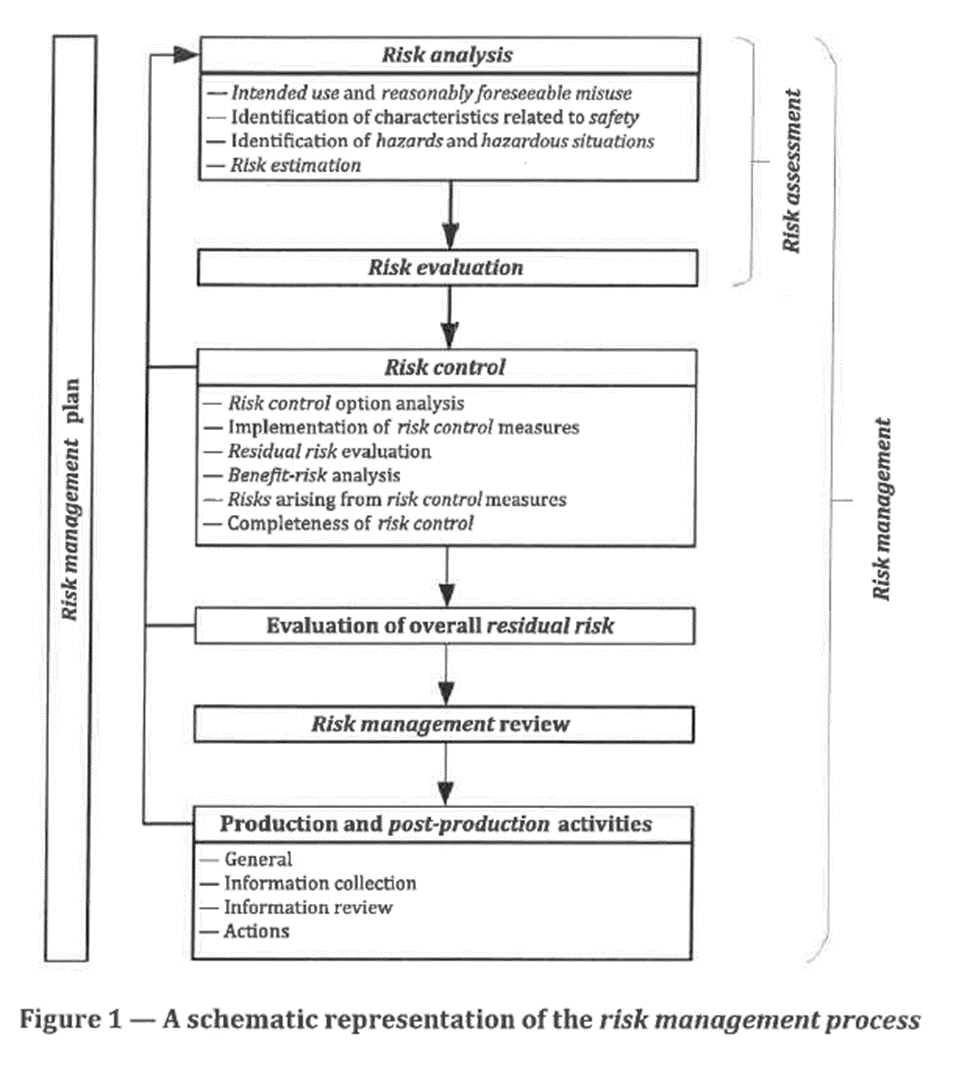 Risk analysis
— Intended use and reasonably foreseeable misuse
— Identification of characteristics related to safety
— Identification of hazards and hazardous situations
— Risk estimation
Risk evaluation
Risk assessment
Risk control
— Risk control option analysis
— Implementation of risk control measures
— Residual risk evaluation
— Benefit-risk analysis
— Risks arising from risk control measures
— Completeness of risk control
Evaluation of overall residual risk
Risk management review
Production and post-production activities
— General
— Information collection
— Information review
— Actions
Risk management plan
Risk management
Figure 1 — A schematic representation of the risk management process